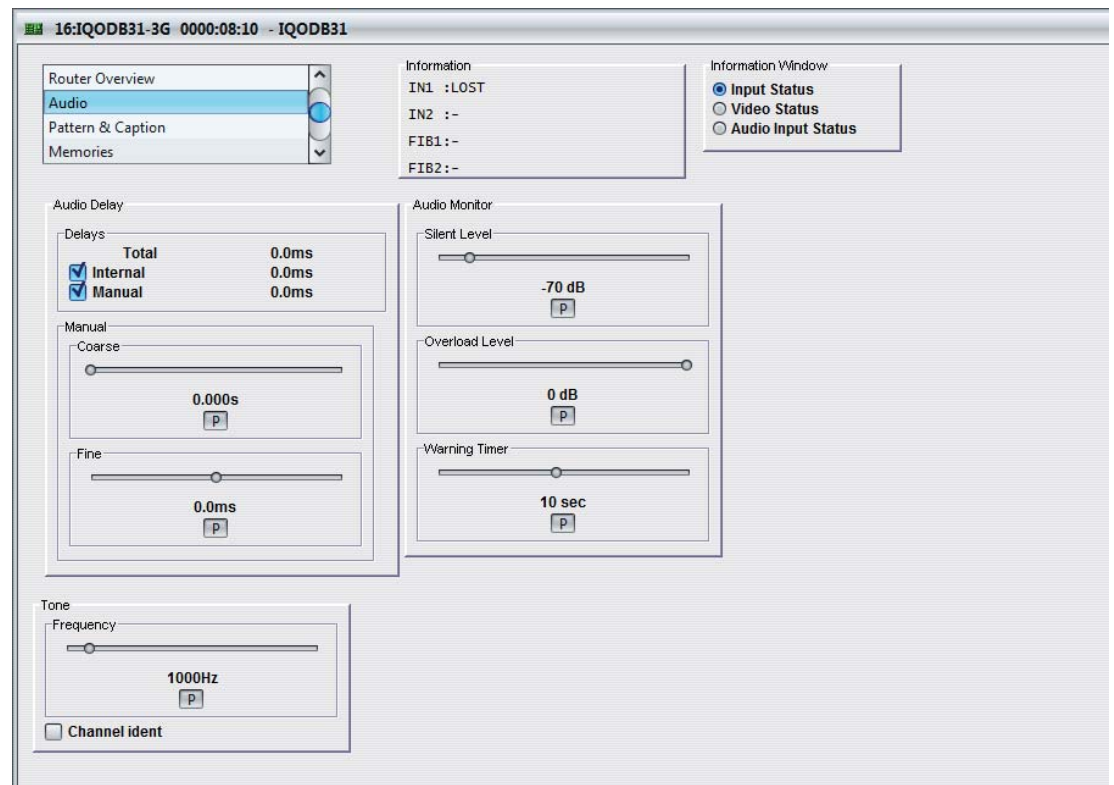 16:IQODB31-3G 0000:08:10 - IQODB31
Router Overview
Audio
Pattern & Caption
Memories
Information
IN1 :LOST
IN2 :-
FIB1:-
FIB2:-
Information Window
Input Status
Video Status
Audio Input Status
Audio Delay
Delays
Total 0.0ms
Internal 0.0ms
Manual 0.0ms
Manual
Coarse
0.000s
P
Fine
0.0ms
P
Audio Monitor
Silent Level
-70 dB
P
Overload Level
0 dB
P
Warning Timer
10 sec
P
Tone
Frequency
1000Hz
P
Channel ident